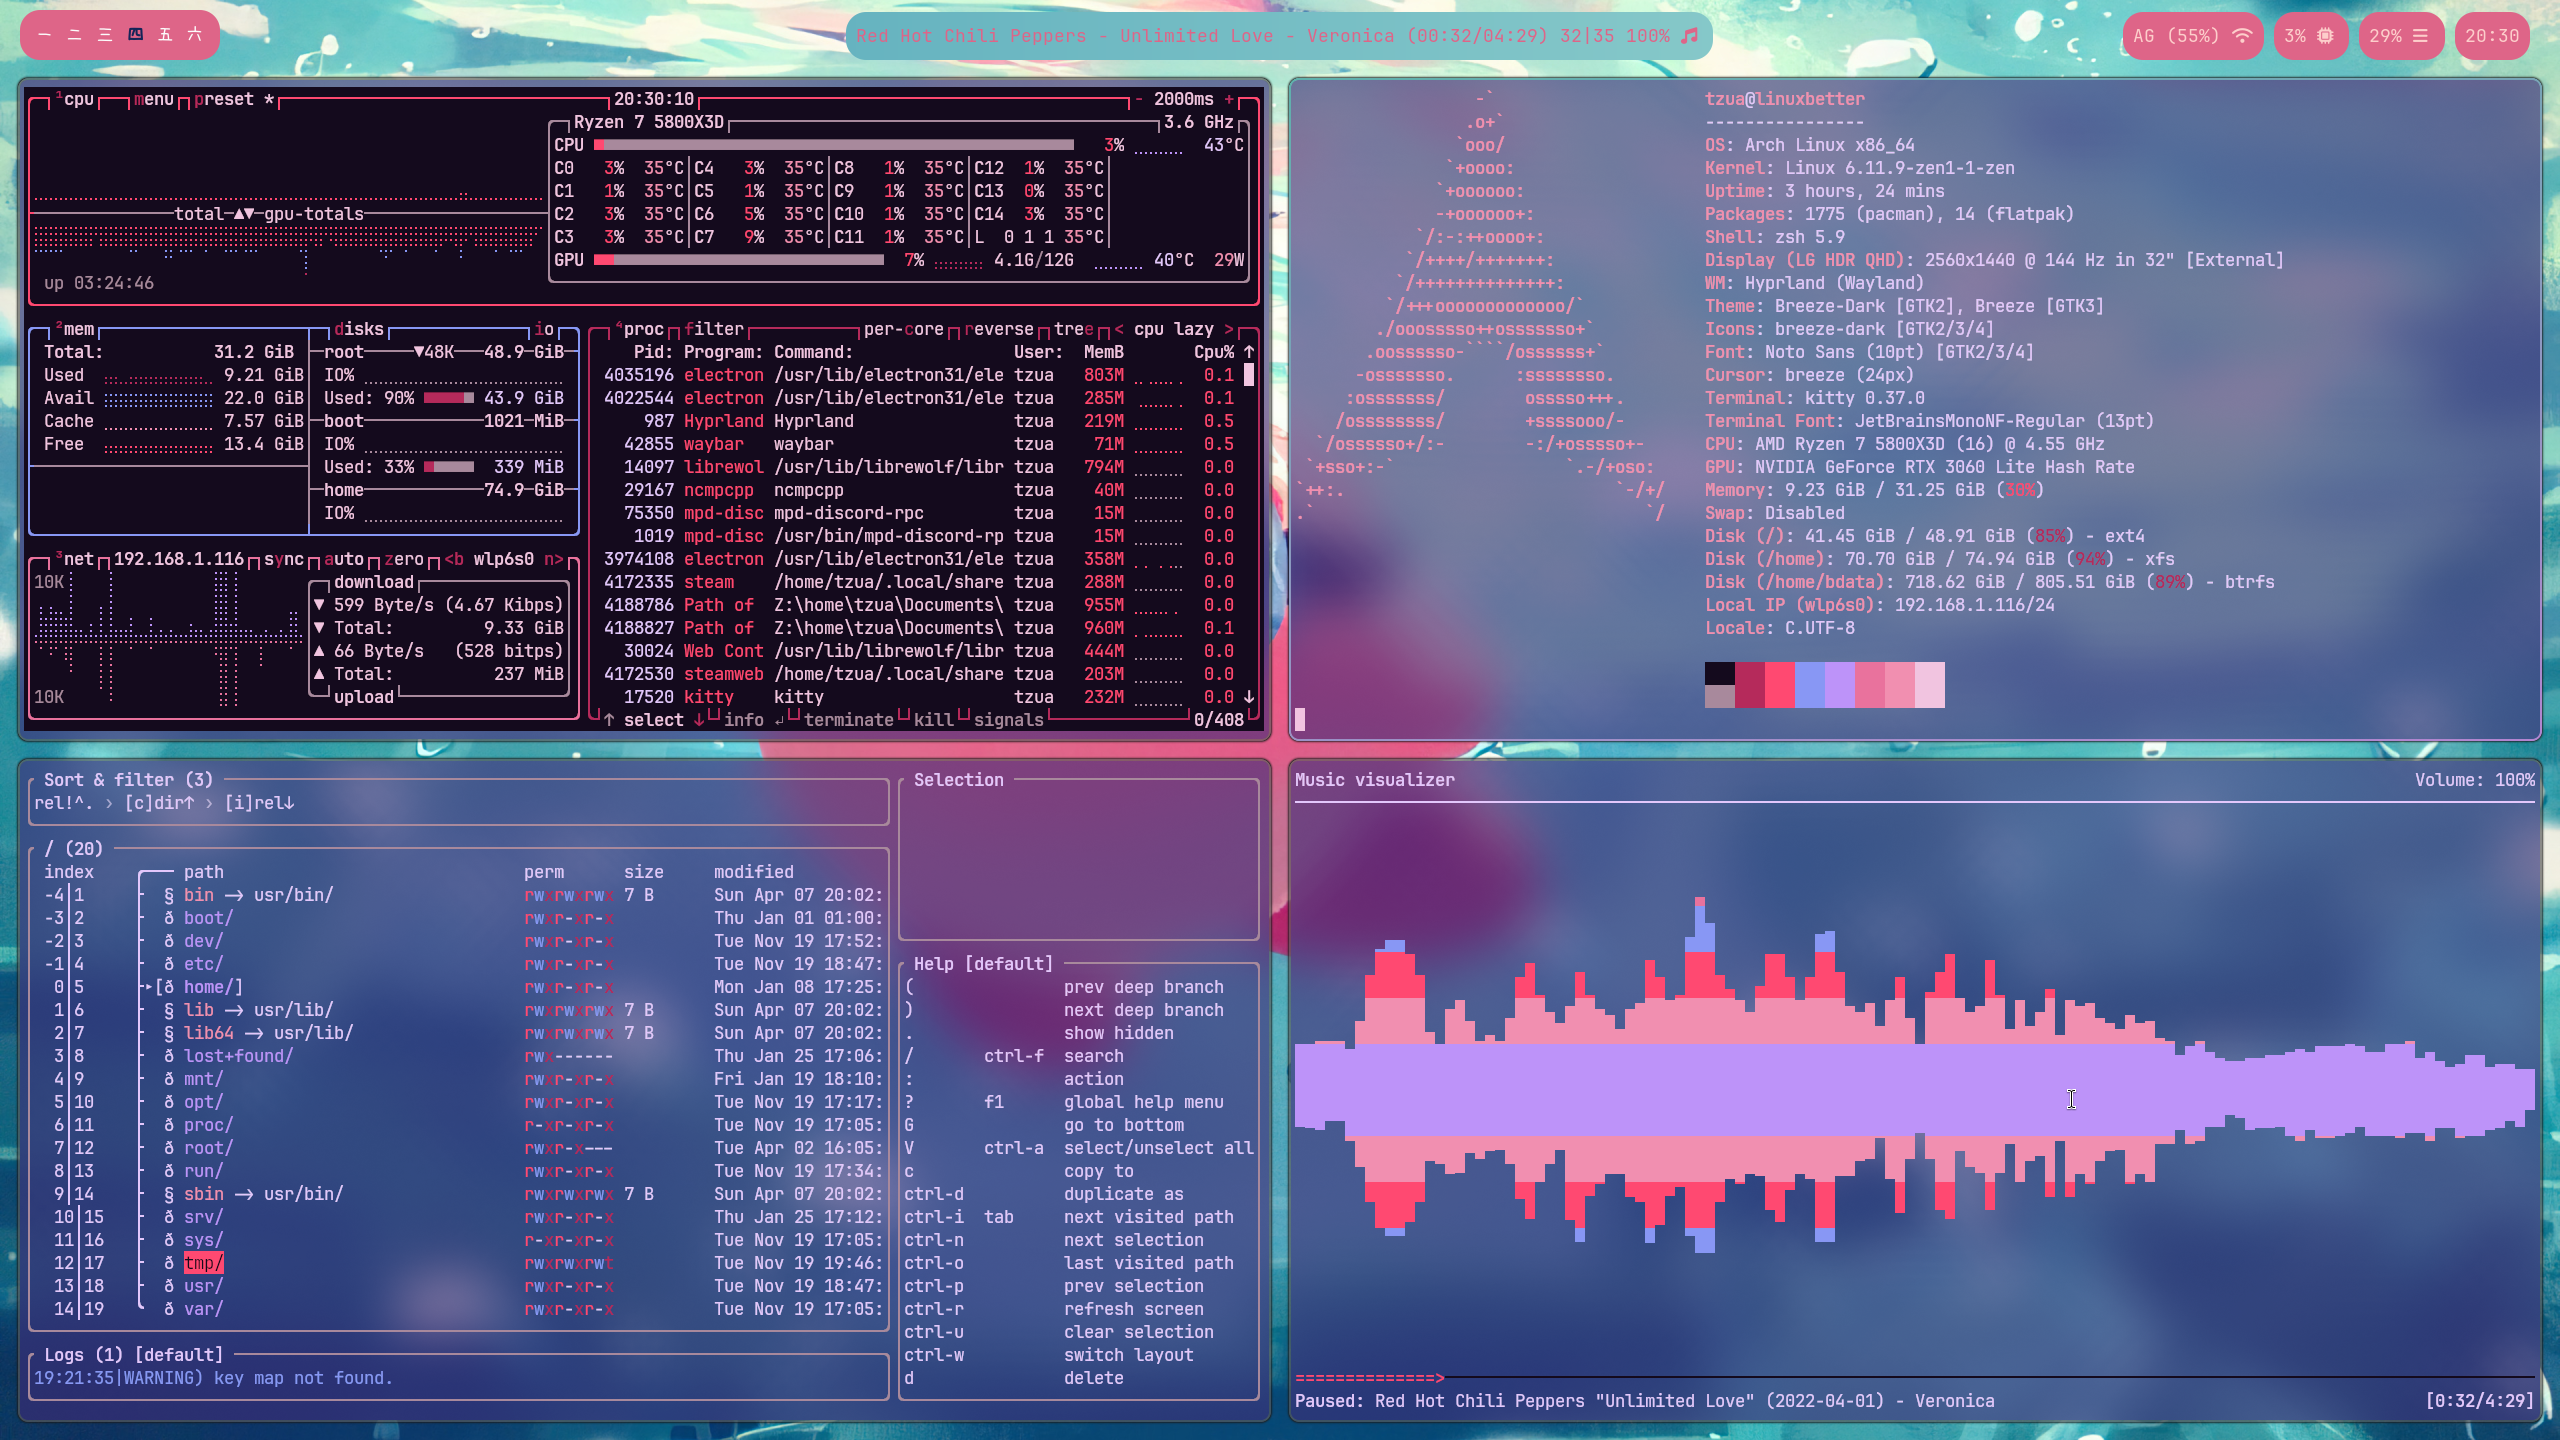 一 二 三 四 五 六
Red Hot Chili Peppers - Unlimited Love - Veronica (00:32/04:29) 32|35 100%
AG (55%)
3%
29%
20:30
¹cpu menu preset * 20:30:10 - 2000ms +
Ryzen 7 5800X3D 3.6 GHz
CPU 3% 43°C
C0 3% 35°C C4 3% 35°C C8 1% 35°C C12 1% 35°C
C1 1% 35°C C5 1% 35°C C9 1% 35°C C13 0% 35°C
C2 3% 35°C C6 5% 35°C C10 1% 35°C C14 3% 35°C
C3 3% 35°C C7 9% 35°C C11 1% 35°C L 0 1 1 35°C
GPU 7% 4.1G/12G 40°C 29W
total ▲▼ gpu-totals
up 03:24:46
²mem disks io
Total: 31.2 GiB
Used 9.21 GiB
Avail 22.0 GiB
Cache 7.57 GiB
Free 13.4 GiB
root ▼48K 48.9 GiB
IO%
Used: 90% 43.9 GiB
boot 1021 MiB
IO%
Used: 33% 339 MiB
home 74.9 GiB
IO%
³net 192.168.1.116 sync auto zero <b wlp6s0 n>
10K
10K
download
▼ 599 Byte/s (4.67 Kibps)
▼ Total: 9.33 GiB
▲ 66 Byte/s (528 bitps)
▲ Total: 237 MiB
upload
⁴proc filter per-core reverse tree < cpu lazy >
Pid: Program: Command: User: MemB Cpu% ↑
4035196 electron /usr/lib/electron31/ele tzua 803M 0.1
4022544 electron /usr/lib/electron31/ele tzua 285M 0.1
987 Hyprland Hyprland tzua 219M 0.5
42855 waybar waybar tzua 71M 0.5
14097 librewol /usr/lib/librewolf/libr tzua 794M 0.0
29167 ncmpcpp ncmpcpp tzua 40M 0.0
75350 mpd-disc mpd-discord-rpc tzua 15M 0.0
1019 mpd-disc /usr/bin/mpd-discord-rp tzua 15M 0.0
3974108 electron /usr/lib/electron31/ele tzua 358M 0.0
4172335 steam /home/tzua/.local/share tzua 288M 0.0
4188786 Path of Z:\home\tzua\Documents\ tzua 955M 0.0
4188827 Path of Z:\home\tzua\Documents\ tzua 960M 0.1
30024 Web Cont /usr/lib/librewolf/libr tzua 444M 0.0
4172530 steamweb /home/tzua/.local/share tzua 203M 0.0
17520 kitty kitty tzua 232M 0.0 ↓
↑ select ↓ info ↲ terminate kill signals 0/408
-`
.o+`
`ooo/
`+oooo:
`+oooooo:
-+oooooo+:
`/:-:++oooo+:
`/++++/+++++++:
`/++++++++++++++:
`/+++ooooooooooooo/`
./ooosssso++osssssso+`
.oossssso-````/ossssss+`
-osssssso. :ssssssso.
:osssssss/ osssso+++.
/ossssssss/ +ssssooo/-
`/ossssso+/:- -:/+osssso+-
`+sso+:-` `.-/+oso:
`++:. `-/+/
.` `/
tzua@linuxbetter
----------------
OS: Arch Linux x86_64
Kernel: Linux 6.11.9-zen1-1-zen
Uptime: 3 hours, 24 mins
Packages: 1775 (pacman), 14 (flatpak)
Shell: zsh 5.9
Display (LG HDR QHD): 2560x1440 @ 144 Hz in 32" [External]
WM: Hyprland (Wayland)
Theme: Breeze-Dark [GTK2], Breeze [GTK3]
Icons: breeze-dark [GTK2/3/4]
Font: Noto Sans (10pt) [GTK2/3/4]
Cursor: breeze (24px)
Terminal: kitty 0.37.0
Terminal Font: JetBrainsMonoNF-Regular (13pt)
CPU: AMD Ryzen 7 5800X3D (16) @ 4.55 GHz
GPU: NVIDIA GeForce RTX 3060 Lite Hash Rate
Memory: 9.23 GiB / 31.25 GiB (30%)
Swap: Disabled
Disk (/): 41.45 GiB / 48.91 GiB (85%) - ext4
Disk (/home): 70.70 GiB / 74.94 GiB (94%) - xfs
Disk (/home/bdata): 718.62 GiB / 805.51 GiB (89%) - btrfs
Local IP (wlp6s0): 192.168.1.116/24
Locale: C.UTF-8
Sort & filter (3)
rel!^. › [c]dir↑ › [i]rel↓
/ (20)
index path perm size modified
-4 1 § bin → usr/bin/ rwxrwxrwx 7 B Sun Apr 07 20:02:
-3 2 ð boot/ rwxr-xr-x Thu Jan 01 01:00:
-2 3 ð dev/ rwxr-xr-x Tue Nov 19 17:52:
-1 4 ð etc/ rwxr-xr-x Tue Nov 19 18:47:
0 5 ▸[ð home/] rwxr-xr-x Mon Jan 08 17:25:
1 6 § lib → usr/lib/ rwxrwxrwx 7 B Sun Apr 07 20:02:
2 7 § lib64 → usr/lib/ rwxrwxrwx 7 B Sun Apr 07 20:02:
3 8 ð lost+found/ rwx------ Thu Jan 25 17:06:
4 9 ð mnt/ rwxr-xr-x Fri Jan 19 18:10:
5 10 ð opt/ rwxr-xr-x Tue Nov 19 17:17:
6 11 ð proc/ r-xr-xr-x Tue Nov 19 17:05:
7 12 ð root/ rwxr-x--- Tue Apr 02 16:05:
8 13 ð run/ rwxr-xr-x Tue Nov 19 17:34:
9 14 § sbin → usr/bin/ rwxrwxrwx 7 B Sun Apr 07 20:02:
10 15 ð srv/ rwxr-xr-x Thu Jan 25 17:12:
11 16 ð sys/ r-xr-xr-x Tue Nov 19 17:05:
12 17 ð tmp/ rwxrwxrwt Tue Nov 19 19:46:
13 18 ð usr/ rwxr-xr-x Tue Nov 19 18:47:
14 19 ð var/ rwxr-xr-x Tue Nov 19 17:05:
Logs (1) [default]
19:21:35|WARNING) key map not found.
Selection
Help [default]
( prev deep branch
) next deep branch
. show hidden
/ ctrl-f search
: action
? f1 global help menu
G go to bottom
V ctrl-a select/unselect all
c copy to
ctrl-d duplicate as
ctrl-i tab next visited path
ctrl-n next selection
ctrl-o last visited path
ctrl-p prev selection
ctrl-r refresh screen
ctrl-u clear selection
ctrl-w switch layout
d delete
Music visualizer Volume: 100%
==============>
Paused: Red Hot Chili Peppers "Unlimited Love" (2022-04-01) - Veronica [0:32/4:29]